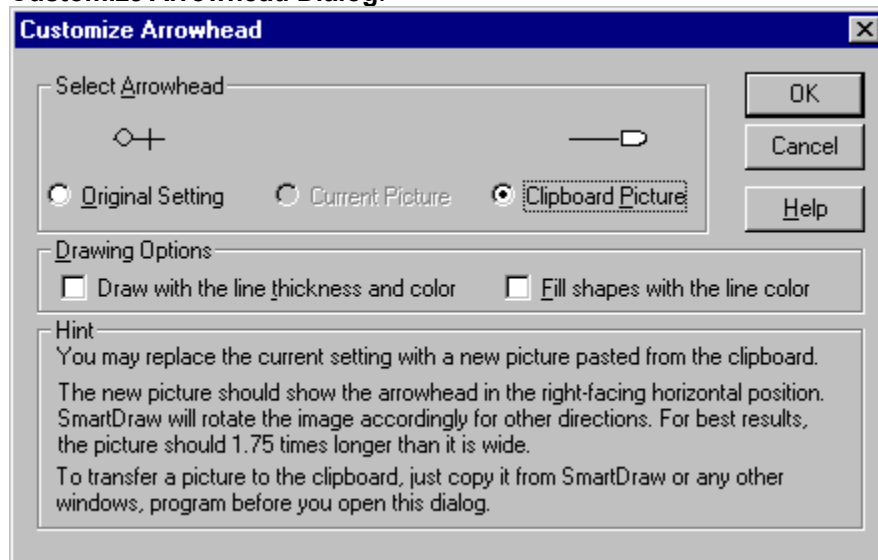 Customize Arrowhead Dialog.
Customize Arrowhead
Select Arrowhead
OK
Cancel
Original Setting Current Picture Clipboard Picture
Help
Drawing Options
Draw with the line thickness and color Fill shapes with the line color
Hint
You may replace the current setting with a new picture pasted from the clipboard.
The new picture should show the arrowhead in the right-facing horizontal position.
SmartDraw will rotate the image accordingly for other directions. For best results,
the picture should 1.75 times longer than it is wide.
To transfer a picture to the clipboard, just copy it from SmartDraw or any other
windows, program before you open this dialog.